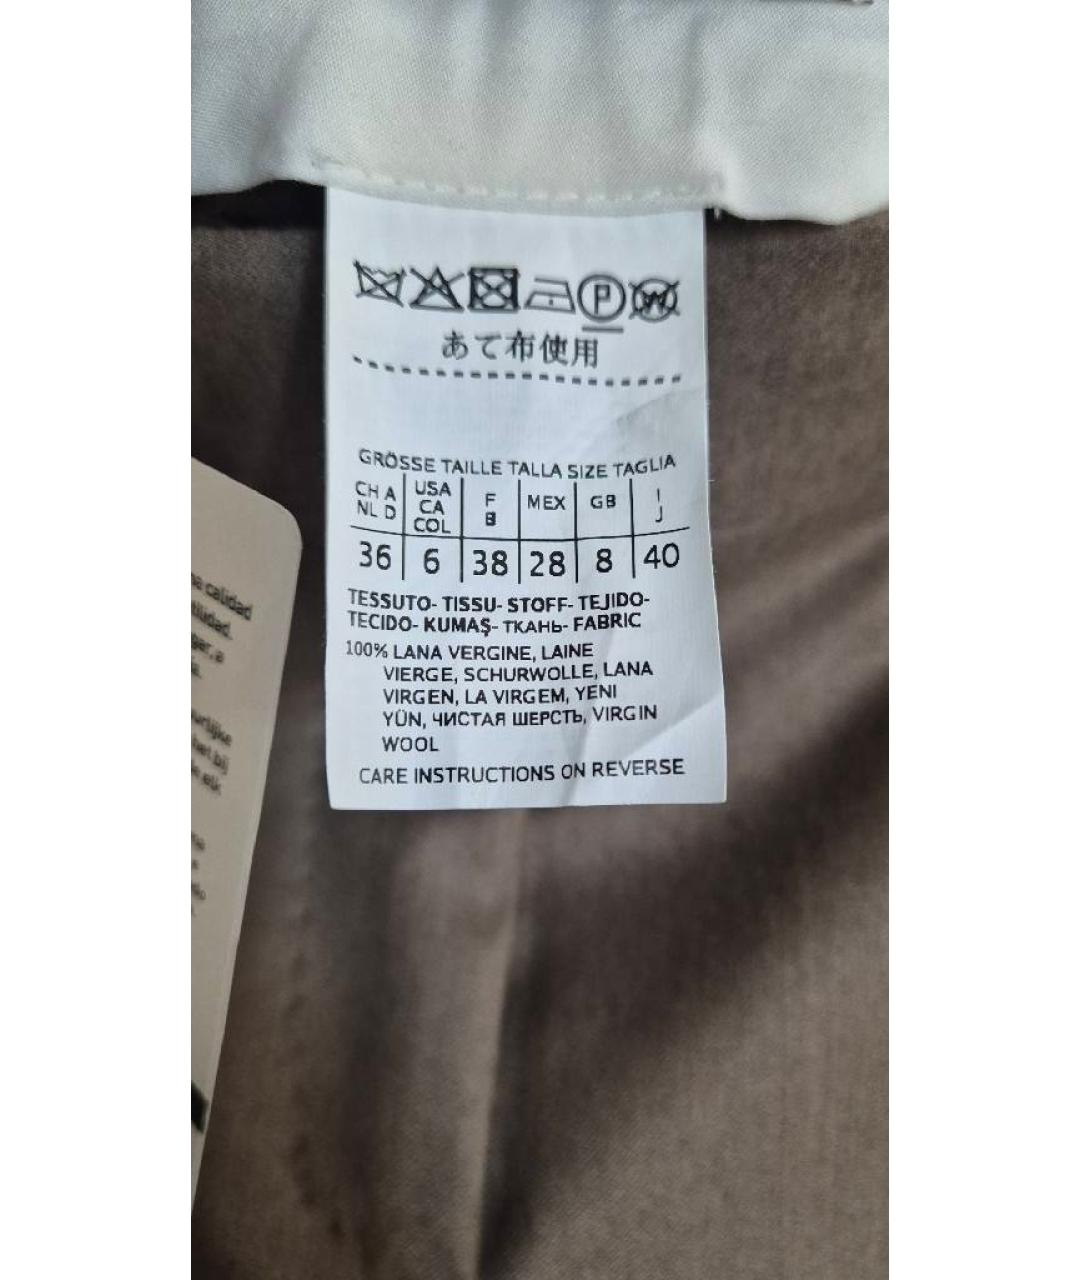 P W
あて布使用
GRÖSSE TAILLE TALLA SIZE TAGLIA
CH A NL D | USA CA COL | F B | MEX | GB | I J
36 | 6 | 38 | 28 | 8 | 40
TESSUTO- TISSU- STOFF- TEJIDO-
TECIDO- KUMAŞ- ТКАНЬ- FABRIC
100% LANA VERGINE, LAINE
VIERGE, SCHURWOLLE, LANA
VIRGEN, LA VIRGEM, YENI
YÜN, ЧИСТАЯ ШЕРСТЬ, VIRGIN
WOOL
CARE INSTRUCTIONS ON REVERSE
calidad